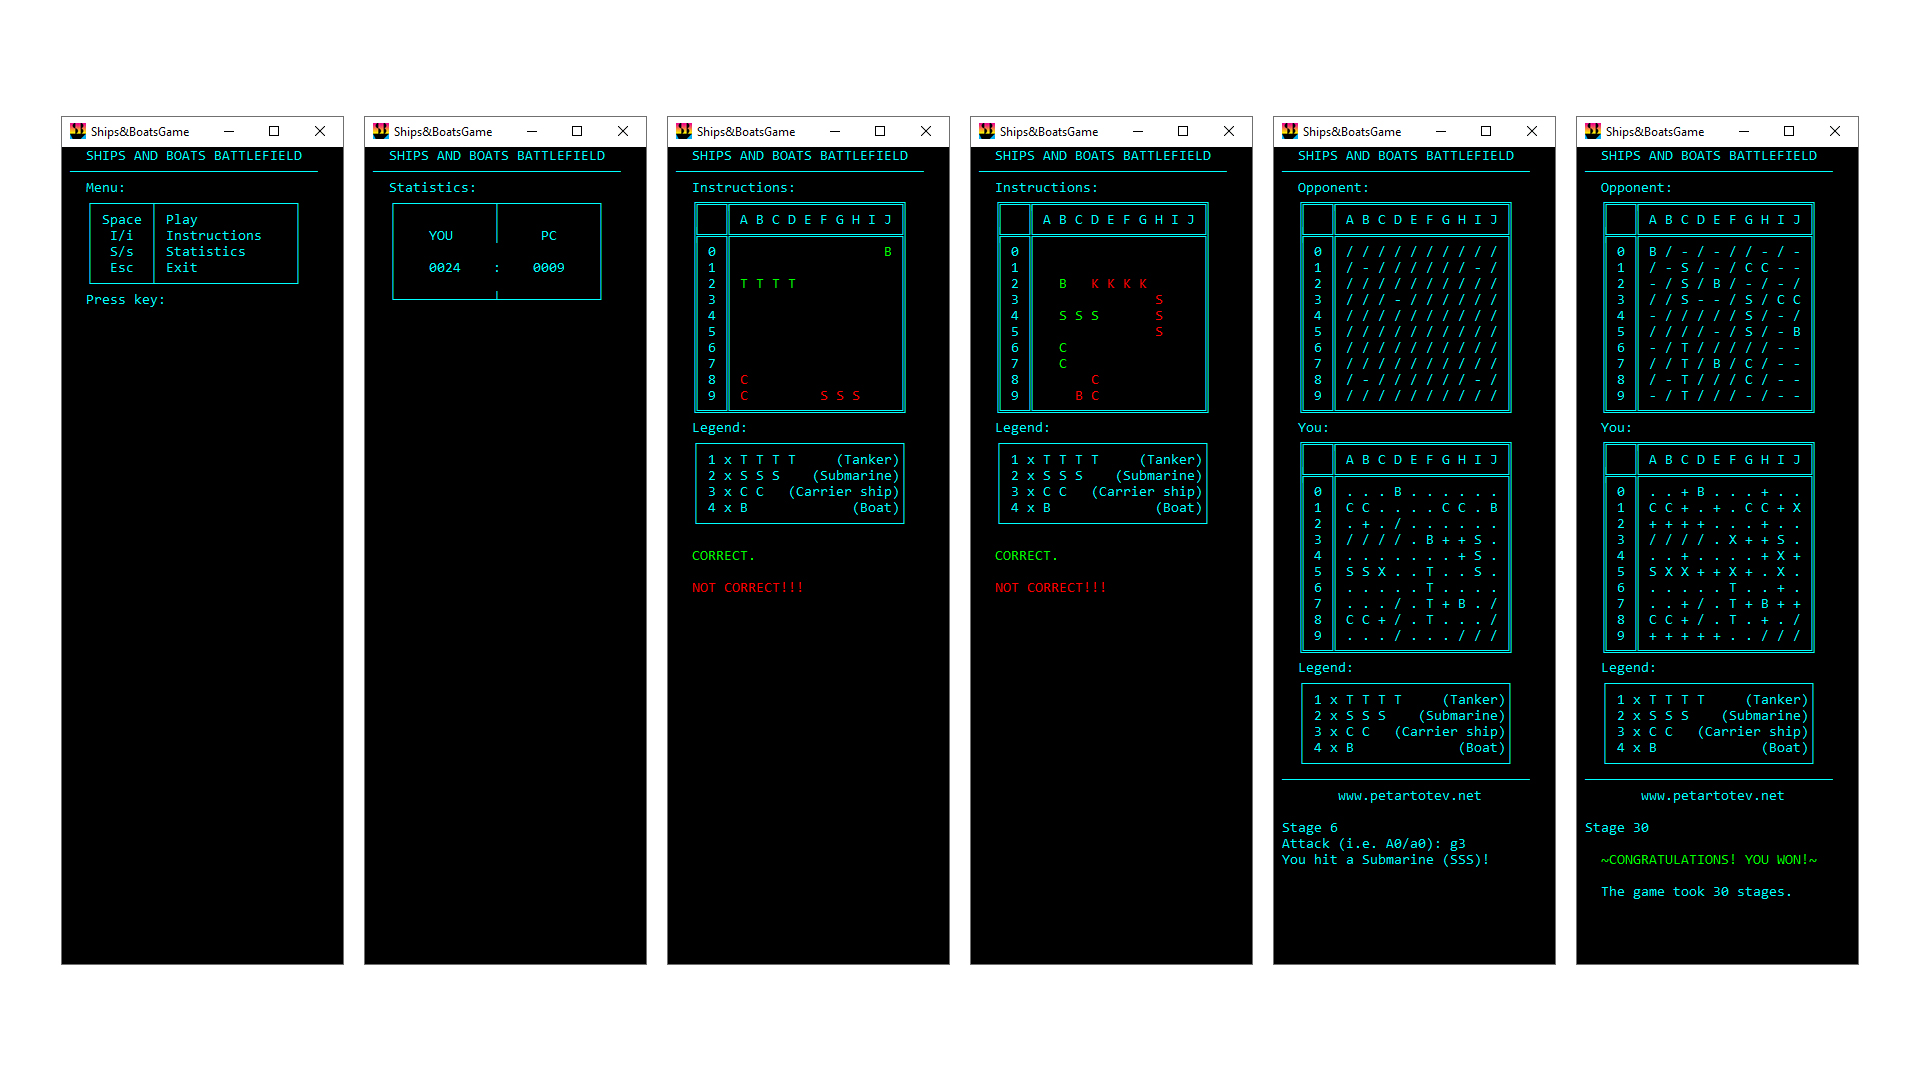 Ships&BoatsGame
SHIPS AND BOATS BATTLEFIELD
Menu:
Space Play
I/i Instructions
S/s Statistics
Esc Exit
Press key:
Ships&BoatsGame
SHIPS AND BOATS BATTLEFIELD
Statistics:
YOU PC
0024 : 0009
Ships&BoatsGame
SHIPS AND BOATS BATTLEFIELD
Instructions:
A B C D E F G H I J
0 B
1
2 T T T T
3
4
5
6
7
8 C
9 C S S S
Legend:
1 x T T T T (Tanker)
2 x S S S (Submarine)
3 x C C (Carrier ship)
4 x B (Boat)
CORRECT.
NOT CORRECT!!!
Ships&BoatsGame
SHIPS AND BOATS BATTLEFIELD
Instructions:
A B C D E F G H I J
0
1
2 B K K K K
3 S
4 S S S S
5 S
6 C
7 C
8 C
9 B C
Legend:
1 x T T T T (Tanker)
2 x S S S (Submarine)
3 x C C (Carrier ship)
4 x B (Boat)
CORRECT.
NOT CORRECT!!!
Ships&BoatsGame
SHIPS AND BOATS BATTLEFIELD
Opponent:
A B C D E F G H I J
0 / / / / / / / / / /
1 / - / / / / / / - /
2 / / / / / / / / / /
3 / / / - / / / / / /
4 / / / / / / / / / /
5 / / / / / / / / / /
6 / / / / / / / / / /
7 / / / / / / / / / /
8 / - / / / / / / - /
9 / / / / / / / / / /
You:
A B C D E F G H I J
0 . . . B . . . . . .
1 C C . . . . C C . B
2 . + . / . . . . . .
3 / / / / . B + + S .
4 . . . . . . . + S .
5 S S X . . T . . S .
6 . . . . . T . . . .
7 . . . / . T + B . /
8 C C + / . T . . . /
9 . . . / . . . / / /
Legend:
1 x T T T T (Tanker)
2 x S S S (Submarine)
3 x C C (Carrier ship)
4 x B (Boat)
www.petartotev.net
Stage 6
Attack (i.e. A0/a0): g3
You hit a Submarine (SSS)!
Ships&BoatsGame
SHIPS AND BOATS BATTLEFIELD
Opponent:
A B C D E F G H I J
0 B / - / - / / - / -
1 / - S / - / C C - -
2 - / S / B / - / - /
3 / / S - - / S / C C
4 - / / / / / S / - /
5 / / / / - / S / - B
6 - / T / / / / / - -
7 / / T / B / C / - -
8 / - T / / / C / - -
9 - / T / / / - / - -
You:
A B C D E F G H I J
0 . . + B . . . + . .
1 C C + . + . C C + X
2 + + + + . . . + . .
3 / / / / . X + + S .
4 . . + . . . . + X +
5 S X X + + X + . X .
6 . . . . . T . . + .
7 . . + / . T + B + +
8 C C + / . T . + . /
9 + + + + + . . / / /
Legend:
1 x T T T T (Tanker)
2 x S S S (Submarine)
3 x C C (Carrier ship)
4 x B (Boat)
www.petartotev.net
Stage 30
~CONGRATULATIONS! YOU WON!~
The game took 30 stages.